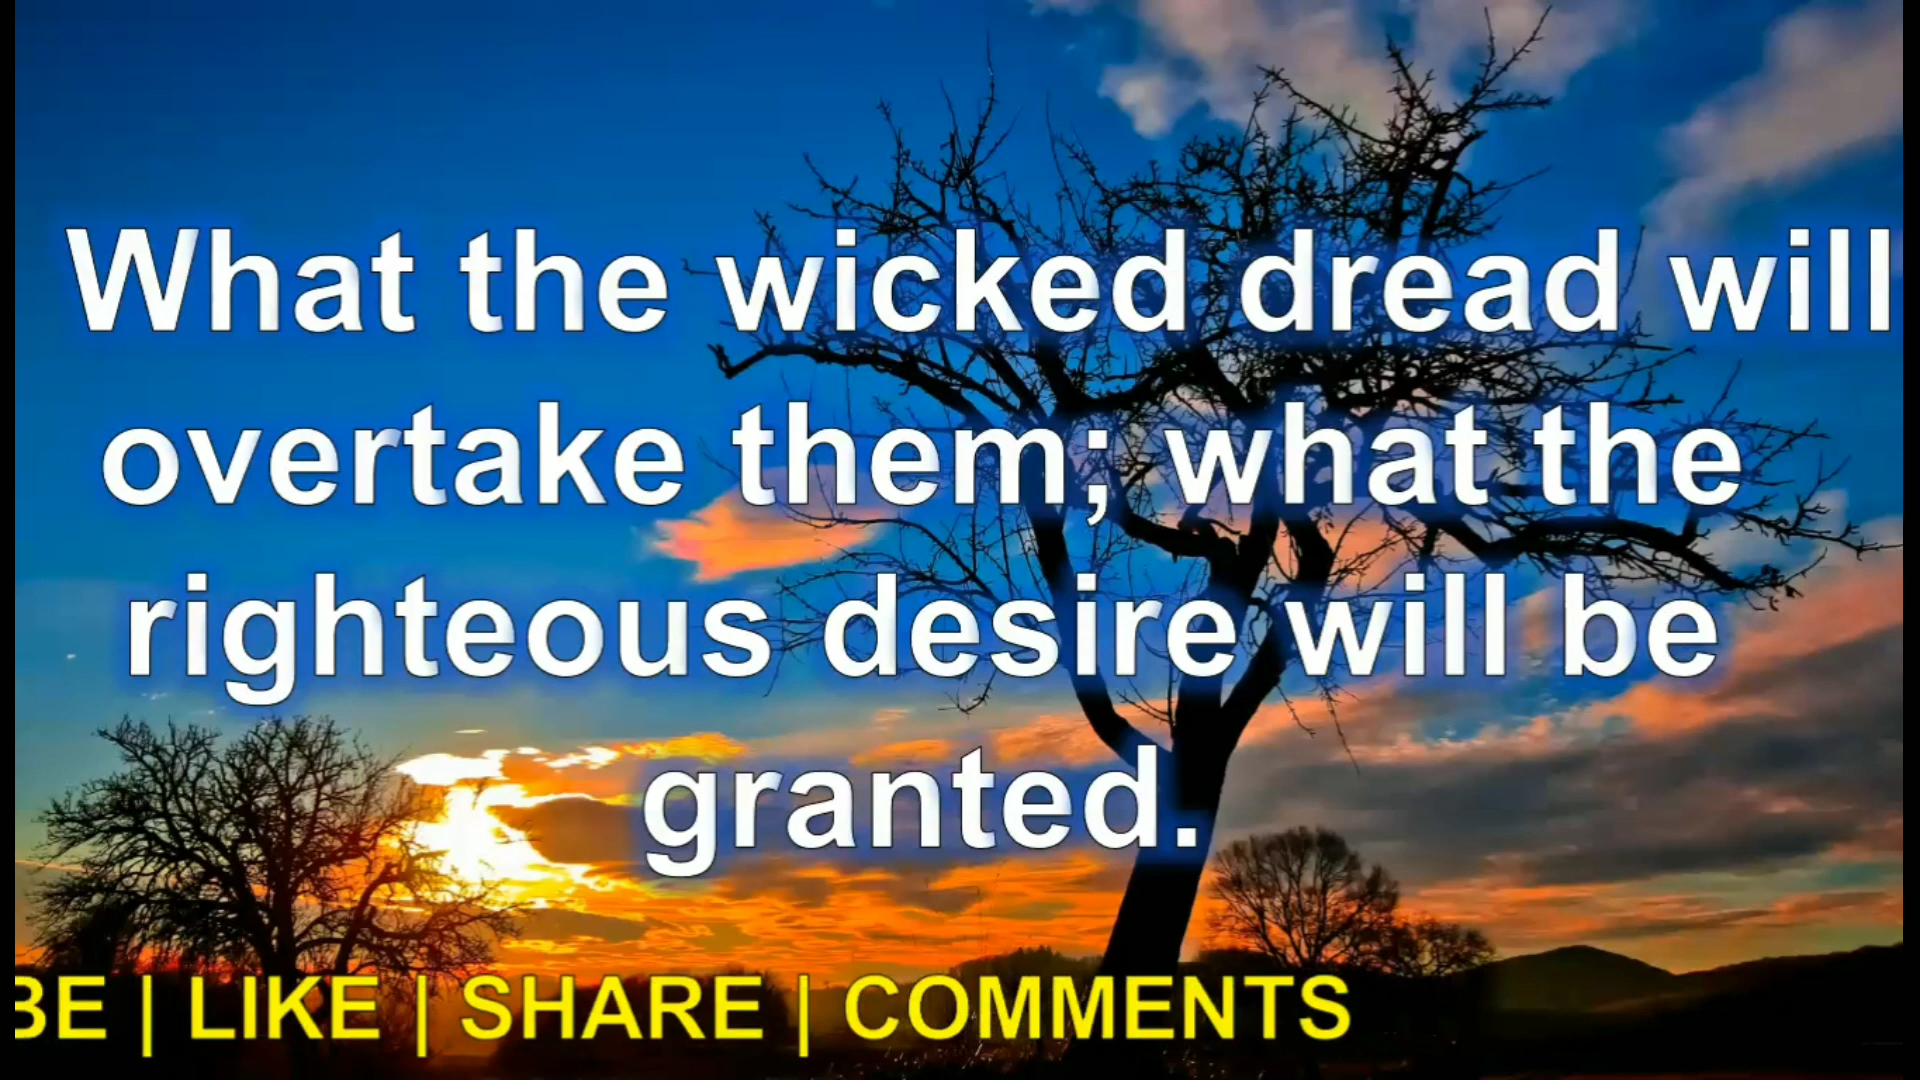 What the wicked dread will
overtake them; what the
righteous desire will be
granted.
BE | LIKE | SHARE | COMMENTS